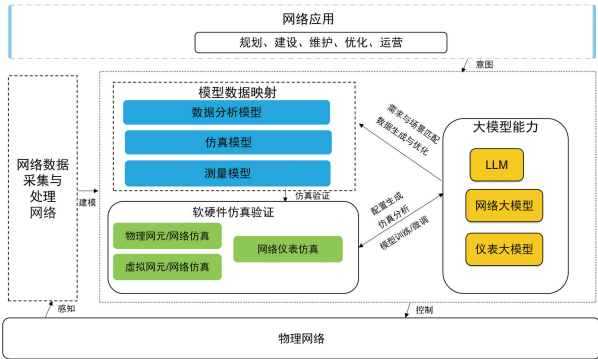 网络应用
规划、建设、维护、优化、运营
意图
网络数据
采集与
处理
网络
建模
感知
模型数据映射
数据分析模型
仿真模型
测量模型
仿真验证
软硬件仿真验证
物理网元/网络仿真
虚拟网元/网络仿真
网络仪表仿真
需求与场景匹配
数据生成与优化
配置生成
仿真分析
模型训练/微调
大模型能力
LLM
网络大模型
仪表大模型
控制
物理网络